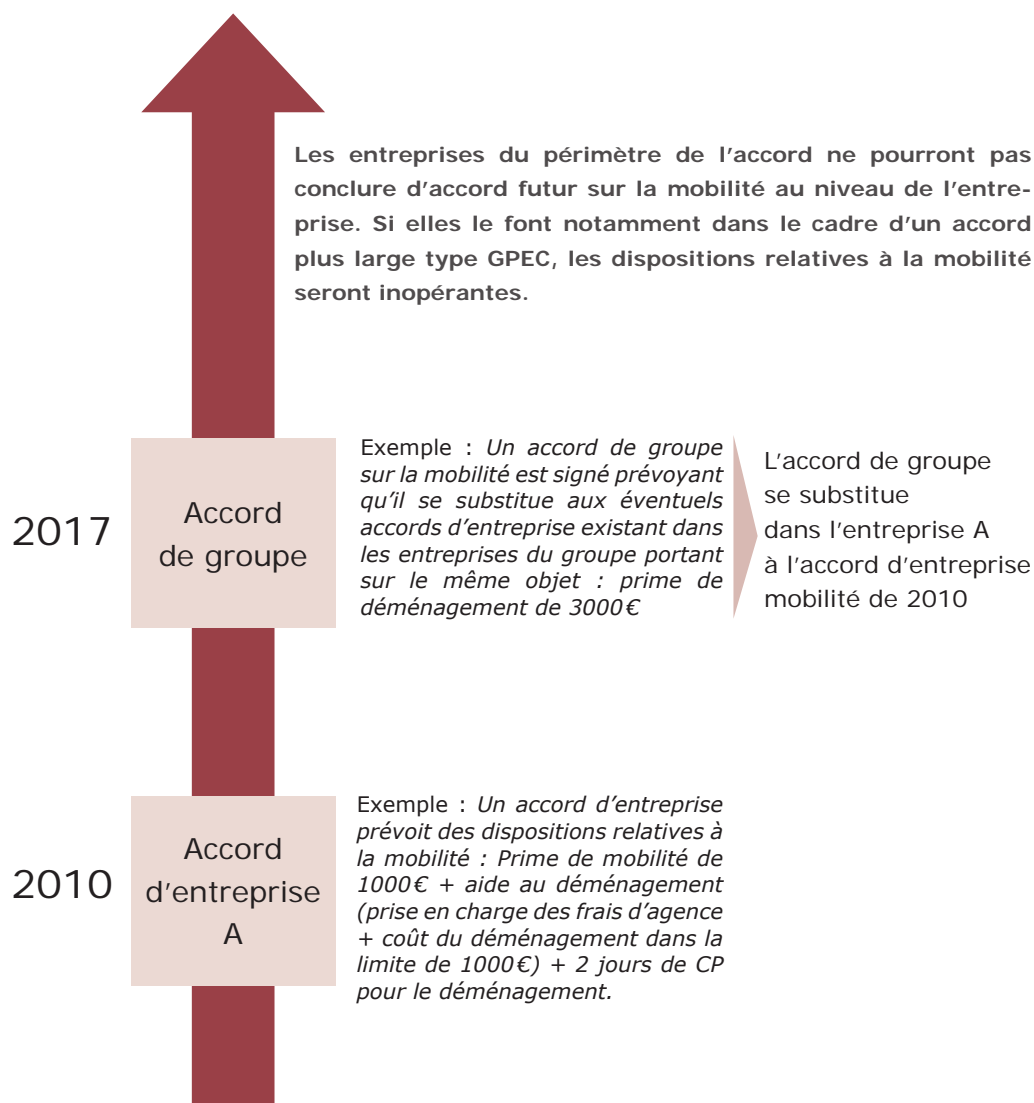 Les entreprises du périmètre de l'accord ne pourront pas
conclure d'accord futur sur la mobilité au niveau de l'entre-
prise. Si elles le font notamment dans le cadre d'un accord
plus large type GPEC, les dispositions relatives à la mobilité
seront inopérantes.
2017
Accord
de groupe
Exemple : Un accord de groupe
sur la mobilité est signé prévoyant
qu'il se substitue aux éventuels
accords d'entreprise existant dans
les entreprises du groupe portant
sur le même objet : prime de
déménagement de 3000 €
L'accord de groupe
se substitue
dans l'entreprise A
à l'accord d'entreprise
mobilité de 2010
2010
Accord
d'entreprise
A
Exemple : Un accord d'entreprise
prévoit des dispositions relatives à
la mobilité : Prime de mobilité de
1000 € + aide au déménagement
(prise en charge des frais d'agence
+ coût du déménagement dans la
limite de 1000 €) + 2 jours de CP
pour le déménagement.